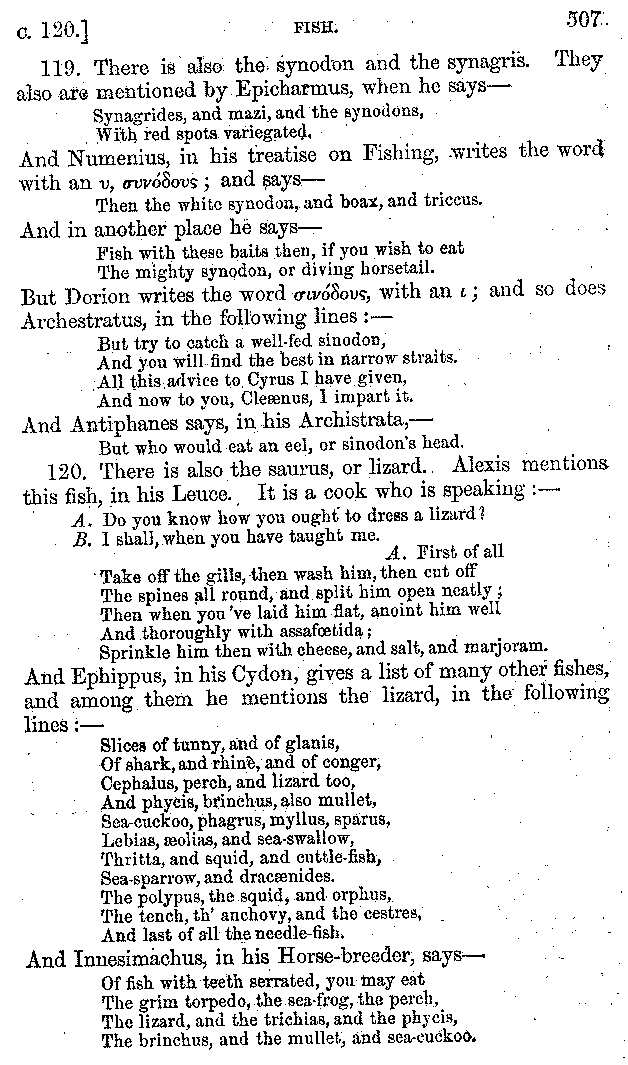 c. 120.] FISH. 507
119. There is also the synodon and the synagris. They
also are mentioned by Epicharmus, when he says—
Synagrides, and mazi, and the synodons,
With red spots variegated.
And Numenius, in his treatise on Fishing, writes the word
with an υ, συνόδους; and says—
Then the white synodon, and boax, and triccus.
And in another place he says—
Fish with these baits then, if you wish to eat
The mighty synodon, or diving horsetail.
But Dorion writes the word σινόδους, with an ι; and so does
Archestratus, in the following lines :—
But try to catch a well-fed sinodon,
And you will find the best in narrow straits.
All this advice to Cyrus I have given,
And now to you, Cleænus, I impart it.
And Antiphanes says, in his Archistrata,—
But who would eat an eel, or sinodon's head.
120. There is also the saurus, or lizard. Alexis mentions
this fish, in his Leuce. It is a cook who is speaking :—
A. Do you know how you ought to dress a lizard?
B. I shall, when you have taught me.
A. First of all
Take off the gills, then wash him, then cut off
The spines all round, and split him open neatly;
Then when you 've laid him flat, anoint him well
And thoroughly with assafœtida;
Sprinkle him then with cheese, and salt, and marjoram.
And Ephippus, in his Cydon, gives a list of many other fishes,
and among them he mentions the lizard, in the following
lines :—
Slices of tunny, and of glanis,
Of shark, and rhinè, and of conger,
Cephalus, perch, and lizard too,
And phycis, brinchus, also mullet,
Sea-cuckoo, phagrus, myllus, sparus,
Lebias, æolias, and sea-swallow,
Thritta, and squid, and cuttle-fish,
Sea-sparrow, and dracænides.
The polypus, the squid, and orphus,
The tench, th' anchovy, and the cestres,
And last of all the needle-fish.
And Innesimachus, in his Horse-breeder, says—
Of fish with teeth serrated, you may eat
The grim torpedo, the sea-frog, the perch,
The lizard, and the trichias, and the phycis,
The brinchus, and the mullet, and sea-cuckoo.